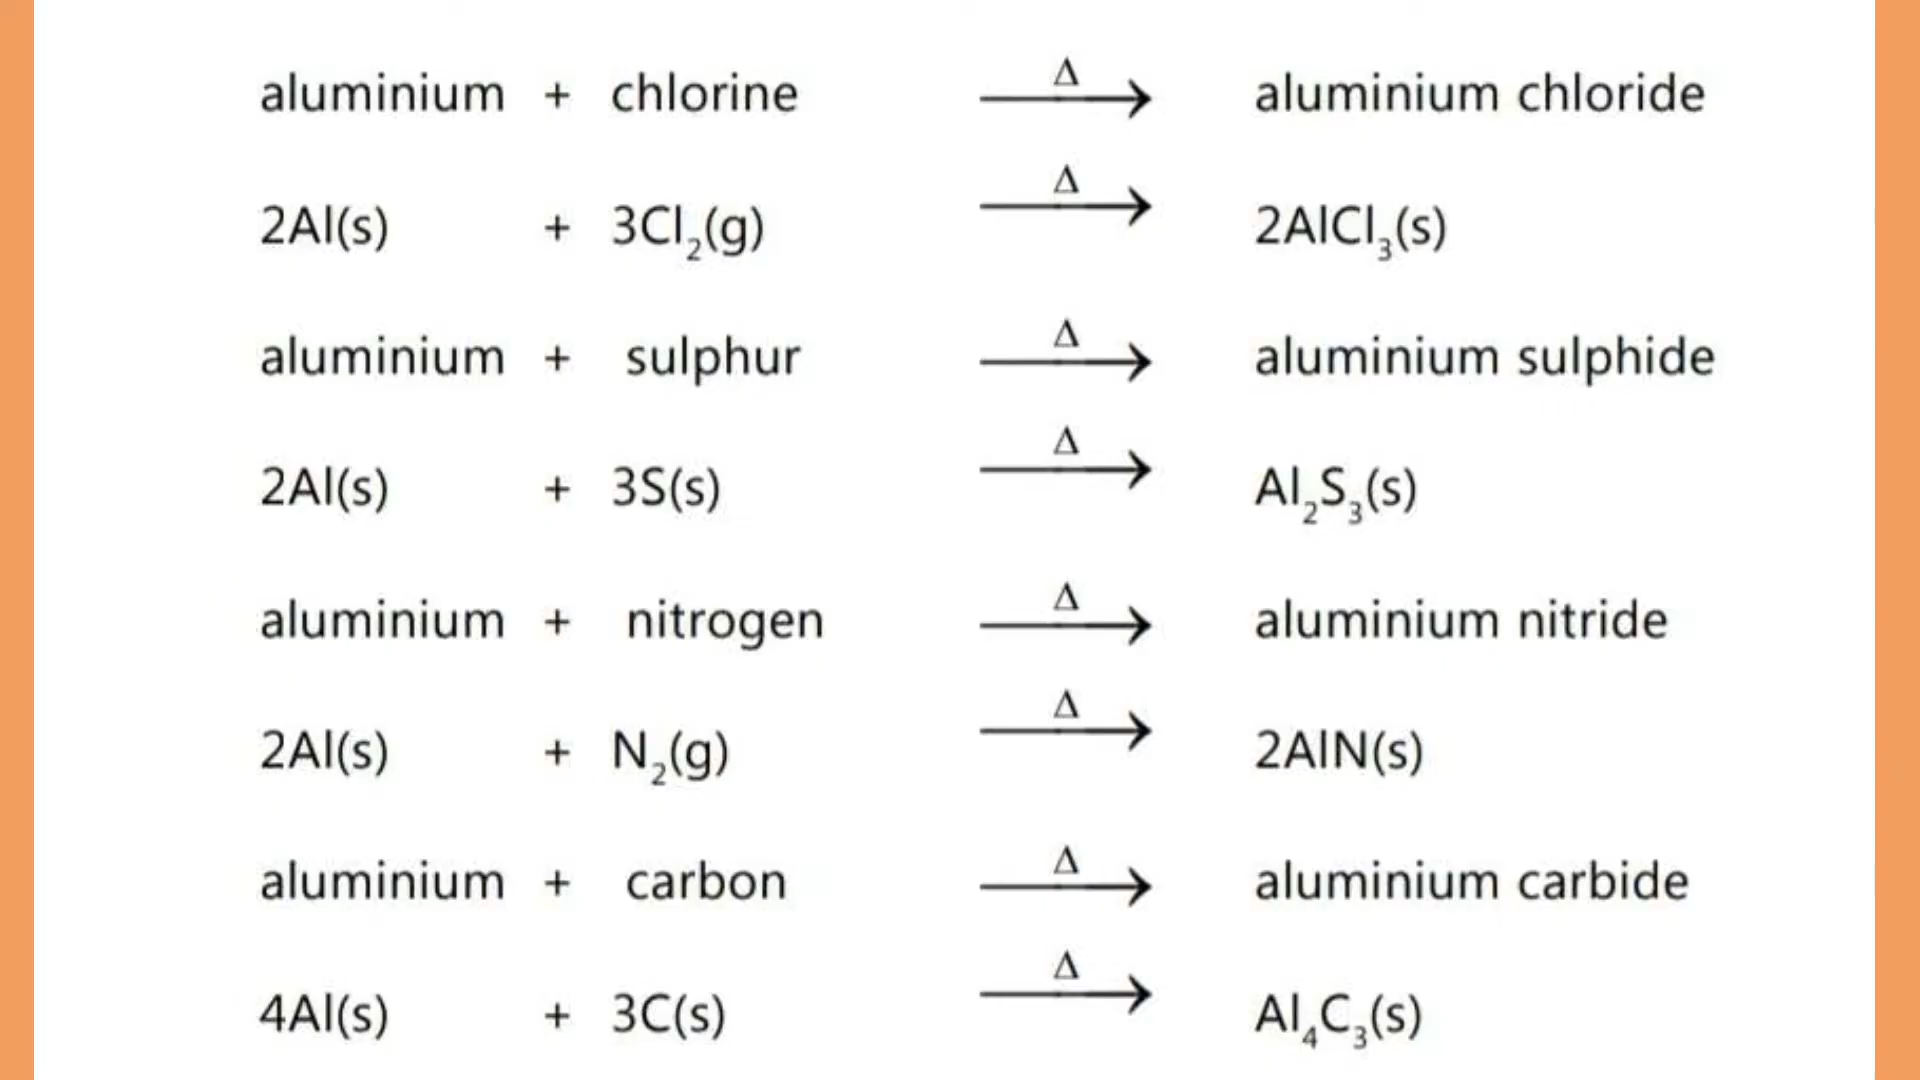 aluminium + chlorine Δ→ aluminium chloride
2Al(s) + 3Cl₂(g) Δ→ 2AlCl₃(s)
aluminium + sulphur Δ→ aluminium sulphide
2Al(s) + 3S(s) Δ→ Al₂S₃(s)
aluminium + nitrogen Δ→ aluminium nitride
2Al(s) + N₂(g) Δ→ 2AlN(s)
aluminium + carbon Δ→ aluminium carbide
4Al(s) + 3C(s) Δ→ Al₄C₃(s)